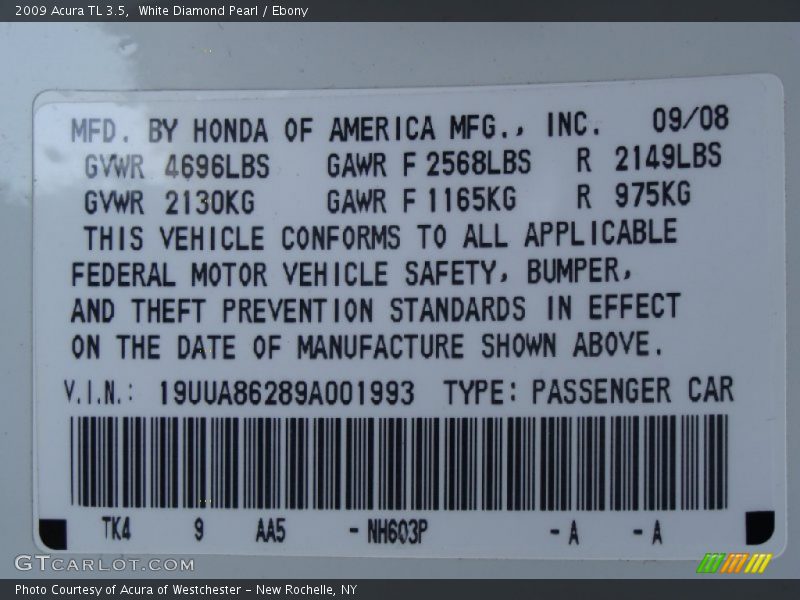 2009 Acura TL 3.5,  White Diamond Pearl / Ebony
MFD. BY HONDA OF AMERICA MFG., INC. 09/08
GVWR 4696LBS GAWR F 2568LBS R 2149LBS
GVWR 2130KG GAWR F 1165KG R 975KG
THIS VEHICLE CONFORMS TO ALL APPLICABLE
FEDERAL MOTOR VEHICLE SAFETY, BUMPER,
AND THEFT PREVENTION STANDARDS IN EFFECT
ON THE DATE OF MANUFACTURE SHOWN ABOVE.
V.I.N.: 19UUA86289A001993 TYPE: PASSENGER CAR
TK4 9 AA5 - NH603P - A - A
GTCARLOT.COM
Photo Courtesy of Acura of Westchester - New Rochelle, NY